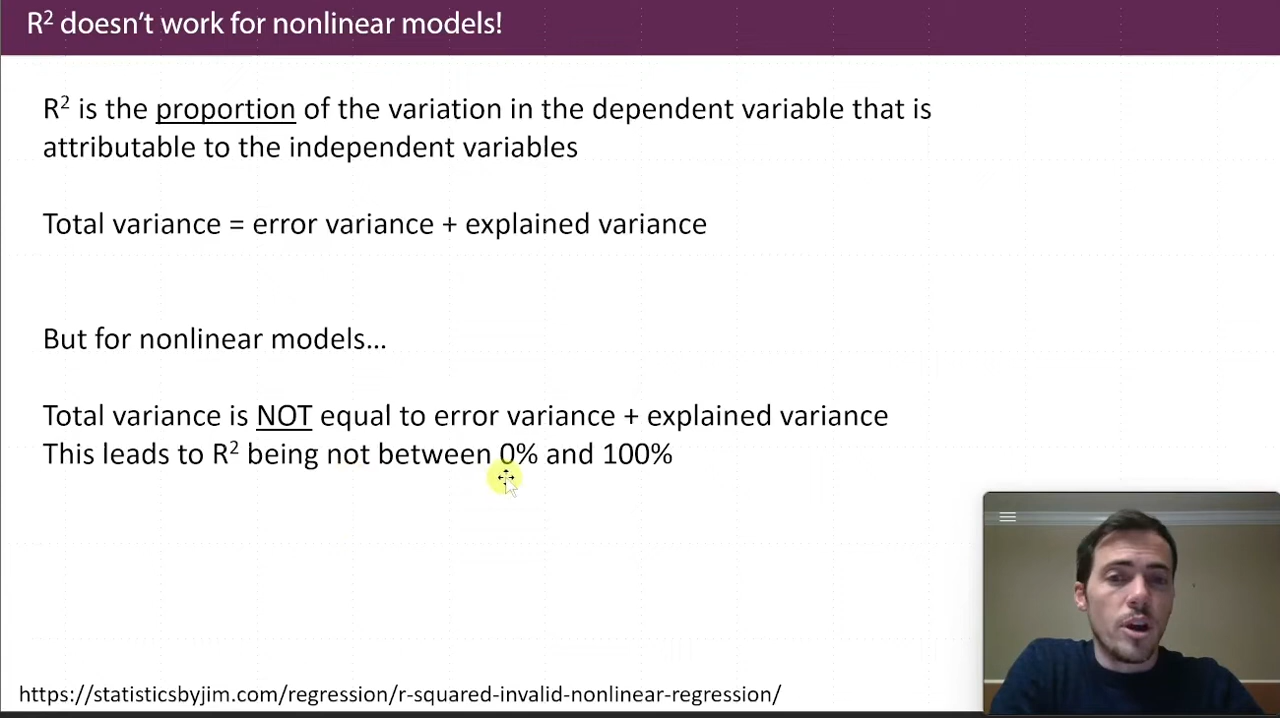 R² doesn't work for nonlinear models!
R² is the proportion of the variation in the dependent variable that is
attributable to the independent variables
Total variance = error variance + explained variance
But for nonlinear models...
Total variance is NOT equal to error variance + explained variance
This leads to R² being not between 0% and 100%
https://statisticsbyjim.com/regression/r-squared-invalid-nonlinear-regression/